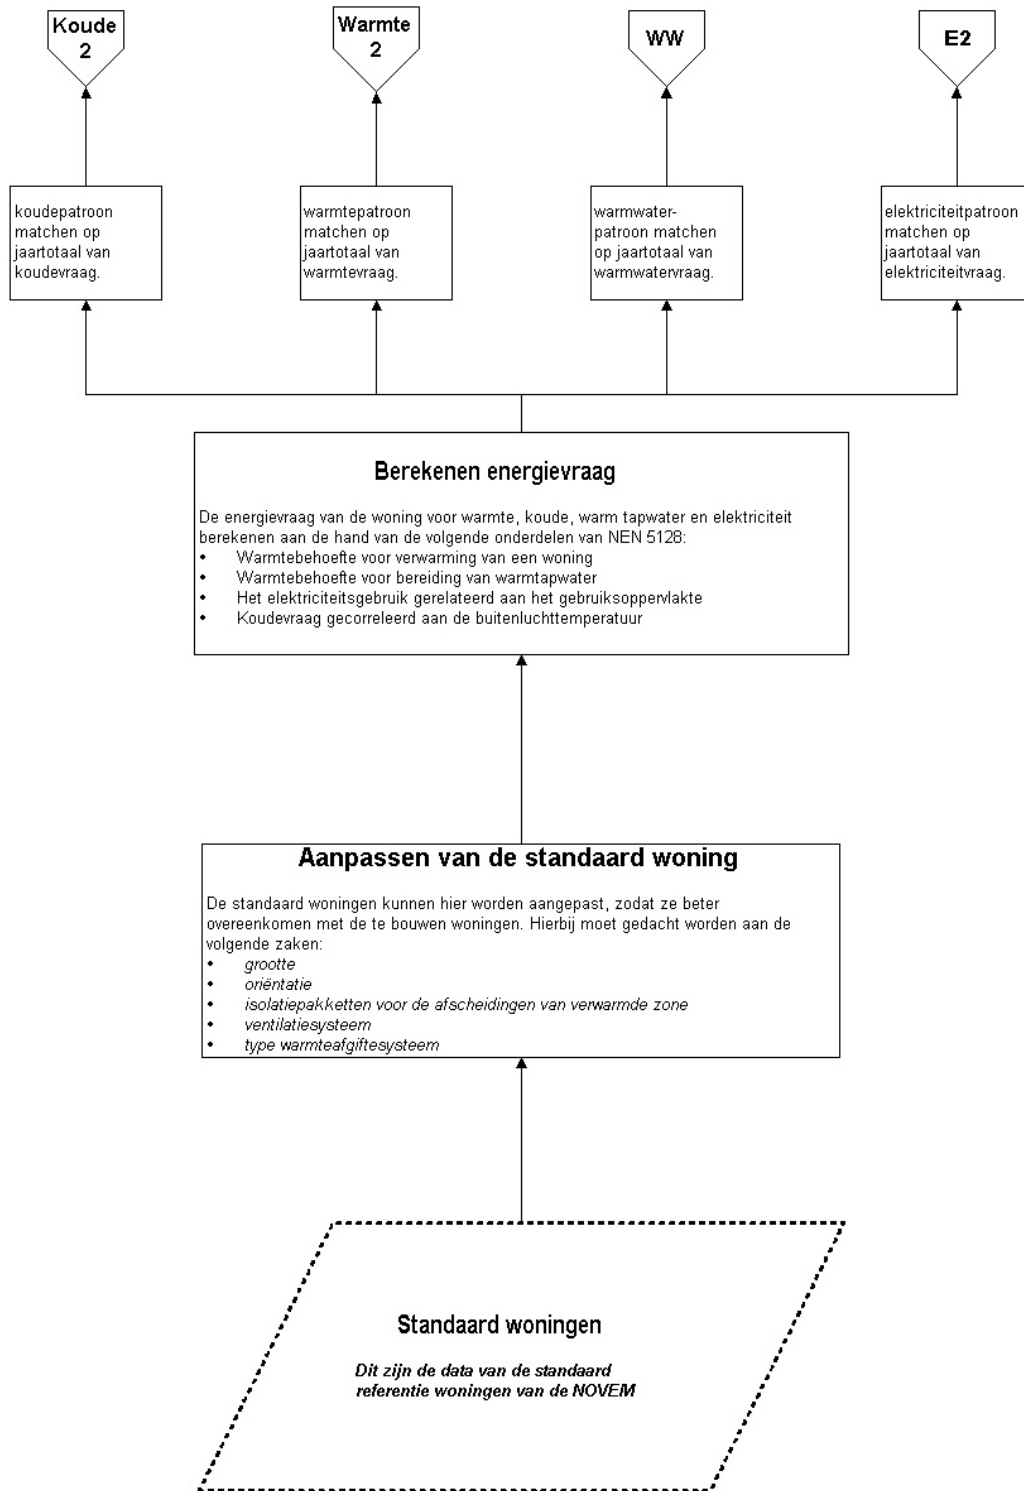 Koude
2
Warmte
2
WW
E2
koudepatroon
matchen op
jaartotaal van
koudevraag.
warmtepatroon
matchen op
jaartotaal van
warmtevraag.
warmwater-
patroon matchen
op jaartotaal van
warmwatervraag.
elektriciteitpatroon
matchen op
jaartotaal van
elektriciteitvraag.
Berekenen energievraag
De energievraag van de woning voor warmte, koude, warm tapwater en elektriciteit
berekenen aan de hand van de volgende onderdelen van NEN 5128:
• Warmtebehoefte voor verwarming van een woning
• Warmtebehoefte voor bereiding van warmtapwater
• Het elektriciteitsgebruik gerelateerd aan het gebruiksoppervlakte
• Koudevraag gecorreleerd aan de buitenluchttemperatuur
Aanpassen van de standaard woning
De standaard woningen kunnen hier worden aangepast, zodat ze beter
overeenkomen met de te bouwen woningen. Hierbij moet gedacht worden aan de
volgende zaken:
• grootte
• oriëntatie
• isolatiepakketten voor de afscheidingen van verwarmde zone
• ventilatiesysteem
• type warmteafgiftesysteem
Standaard woningen
Dit zijn de data van de standaard
referentie woningen van de NOVEM